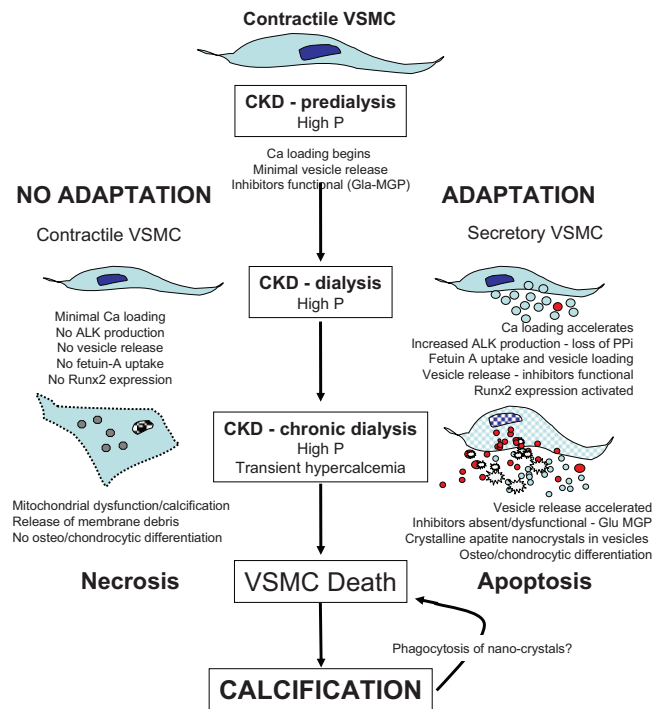 Contractile VSMC
CKD - predialysis
High P
Ca loading begins
Minimal vesicle release
Inhibitors functional (Gla-MGP)
NO ADAPTATION
Contractile VSMC
ADAPTATION
Secretory VSMC
CKD - dialysis
High P
Minimal Ca loading
No ALK production
No vesicle release
No fetuin-A uptake
No Runx2 expression
Ca loading accelerates
Increased ALK production - loss of PPi
Fetuin A uptake and vesicle loading
Vesicle release - inhibitors functional
Runx2 expression activated
CKD - chronic dialysis
High P
Transient hypercalcemia
Mitochondrial dysfunction/calcification
Release of membrane debris
No osteo/chondrocytic differentiation
Vesicle release accelerated
Inhibitors absent/dysfunctional - Glu MGP
Crystalline apatite nanocrystals in vesicles
Osteo/chondrocytic differentiation
Necrosis
VSMC Death
Apoptosis
Phagocytosis of nano-crystals?
CALCIFICATION